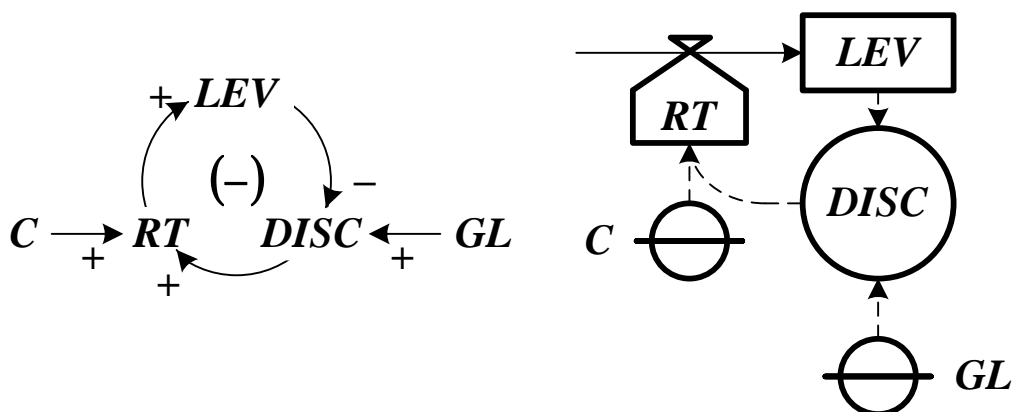 + LEV
(−) −
C + RT + DISC + GL
LEV
RT
DISC
C
GL